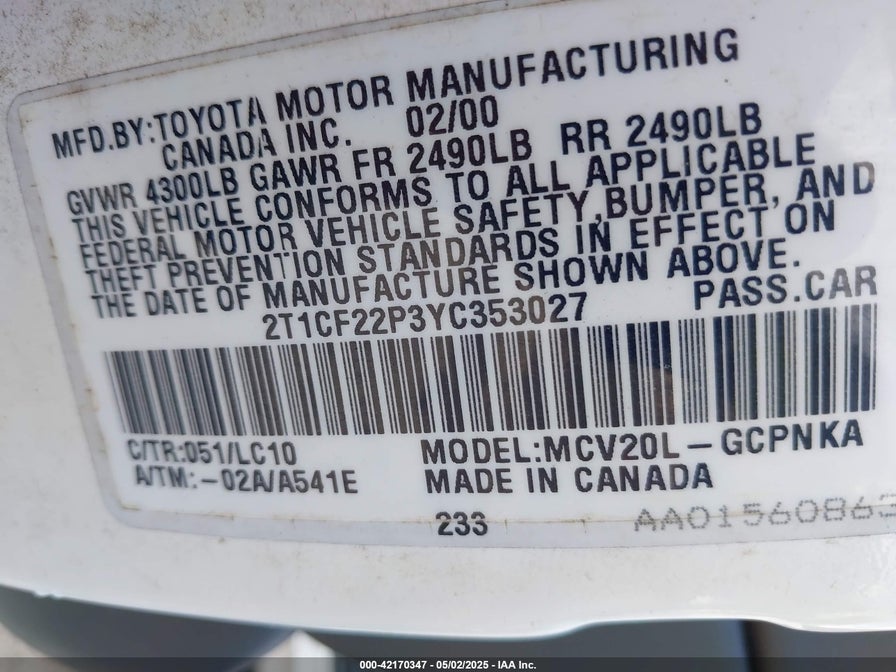 MFD.BY:TOYOTA MOTOR MANUFACTURING
CANADA INC. 02/00
GVWR 4300LB GAWR FR 2490LB RR 2490LB
THIS VEHICLE CONFORMS TO ALL APPLICABLE
FEDERAL MOTOR VEHICLE SAFETY,BUMPER, AND
THEFT PREVENTION STANDARDS IN EFFECT ON
THE DATE OF MANUFACTURE SHOWN ABOVE.
2T1CF22P3YC353027 PASS.CAR
C/TR:051/LC10 MODEL:MCV20L-GCPNKA
A/TM:-02A/A541E MADE IN CANADA
233 AA01560863
000-42170347 - 05/02/2025 - IAA Inc.